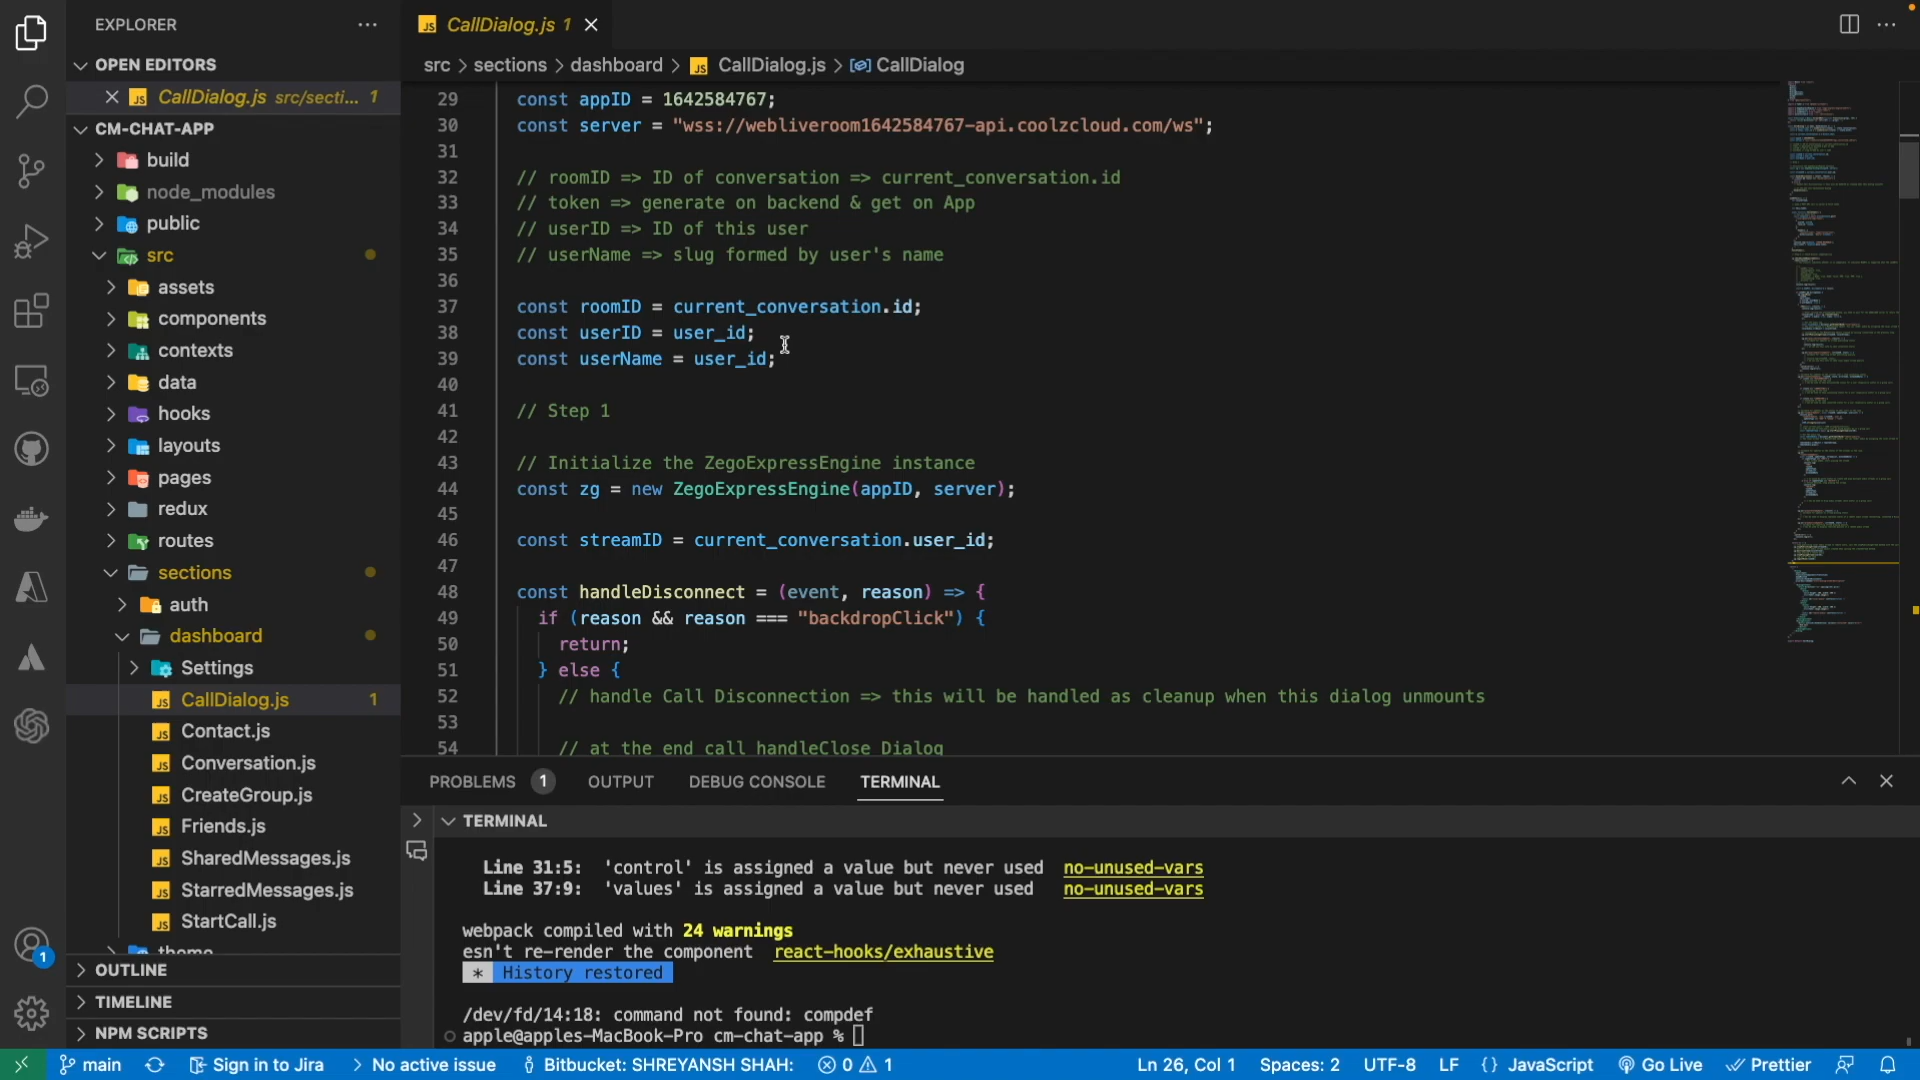 EXPLORER
OPEN EDITORS
CallDialog.js src/secti... 1
CM-CHAT-APP
build
node_modules
public
src
assets
components
contexts
data
hooks
layouts
pages
redux
routes
sections
auth
dashboard
Settings
CallDialog.js 1
Contact.js
Conversation.js
CreateGroup.js
Friends.js
SharedMessages.js
StarredMessages.js
StartCall.js
theme
OUTLINE
TIMELINE
NPM SCRIPTS
CallDialog.js 1
src > sections > dashboard > CallDialog.js > CallDialog
29 const appID = 1642584767;
30 const server = "wss://webliveroom1642584767-api.coolzcloud.com/ws";
31
32 // roomID => ID of conversation => current_conversation.id
33 // token => generate on backend & get on App
34 // userID => ID of this user
35 // userName => slug formed by user's name
36
37 const roomID = current_conversation.id;
38 const userID = user_id;
39 const userName = user_id;
40
41 // Step 1
42
43 // Initialize the ZegoExpressEngine instance
44 const zg = new ZegoExpressEngine(appID, server);
45
46 const streamID = current_conversation.user_id;
47
48 const handleDisconnect = (event, reason) => {
49 if (reason && reason === "backdropClick") {
50 return;
51 } else {
52 // handle Call Disconnection => this will be handled as cleanup when this dialog unmounts
53
54 // at the end call handleClose Dialog
PROBLEMS 1 OUTPUT DEBUG CONSOLE TERMINAL
TERMINAL
Line 31:5: 'control' is assigned a value but never used no-unused-vars
Line 37:9: 'values' is assigned a value but never used no-unused-vars
webpack compiled with 24 warnings
esn't re-render the component react-hooks/exhaustive
* History restored
/dev/fd/14:18: command not found: compdef
apple@apples-MacBook-Pro cm-chat-app %
1
main Sign in to Jira > No active issue Bitbucket: SHREYANSH SHAH: 0 1 Ln 26, Col 1 Spaces: 2 UTF-8 LF {} JavaScript Go Live Prettier